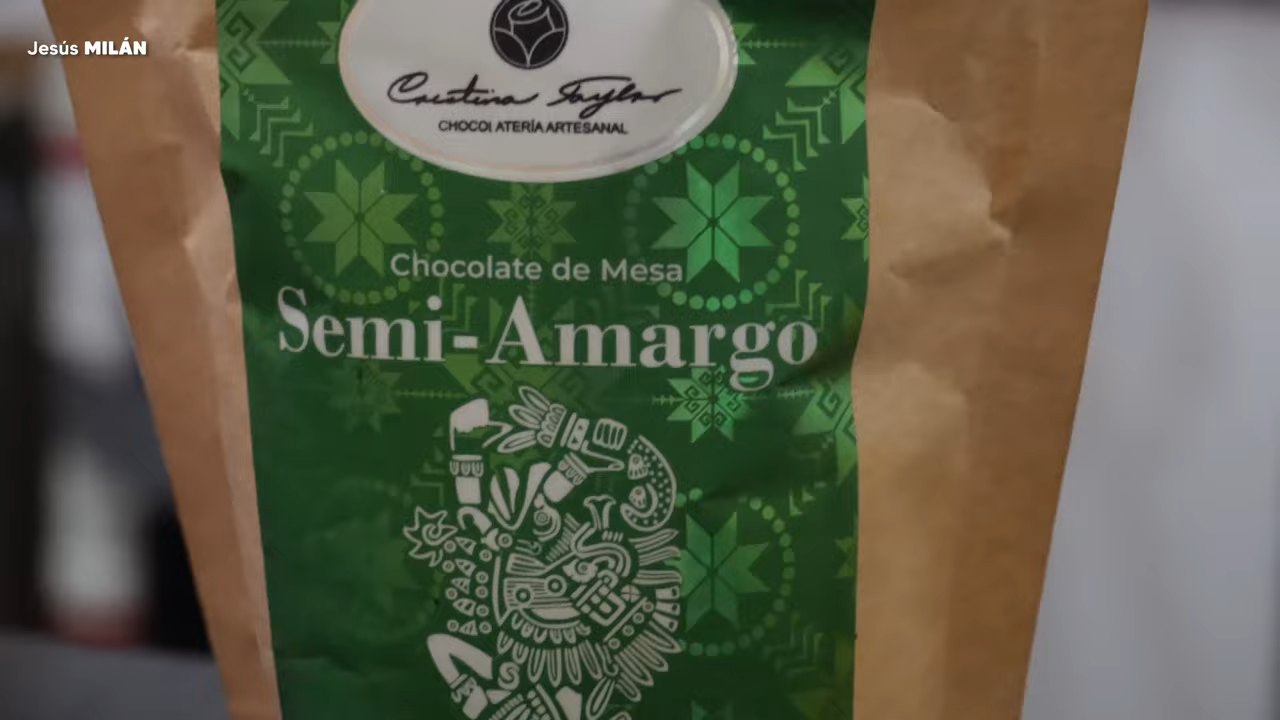 Jesús MILÁN
Cristina Taylor
CHOCOLATERÍA ARTESANAL
Chocolate de Mesa
Semi-Amargo